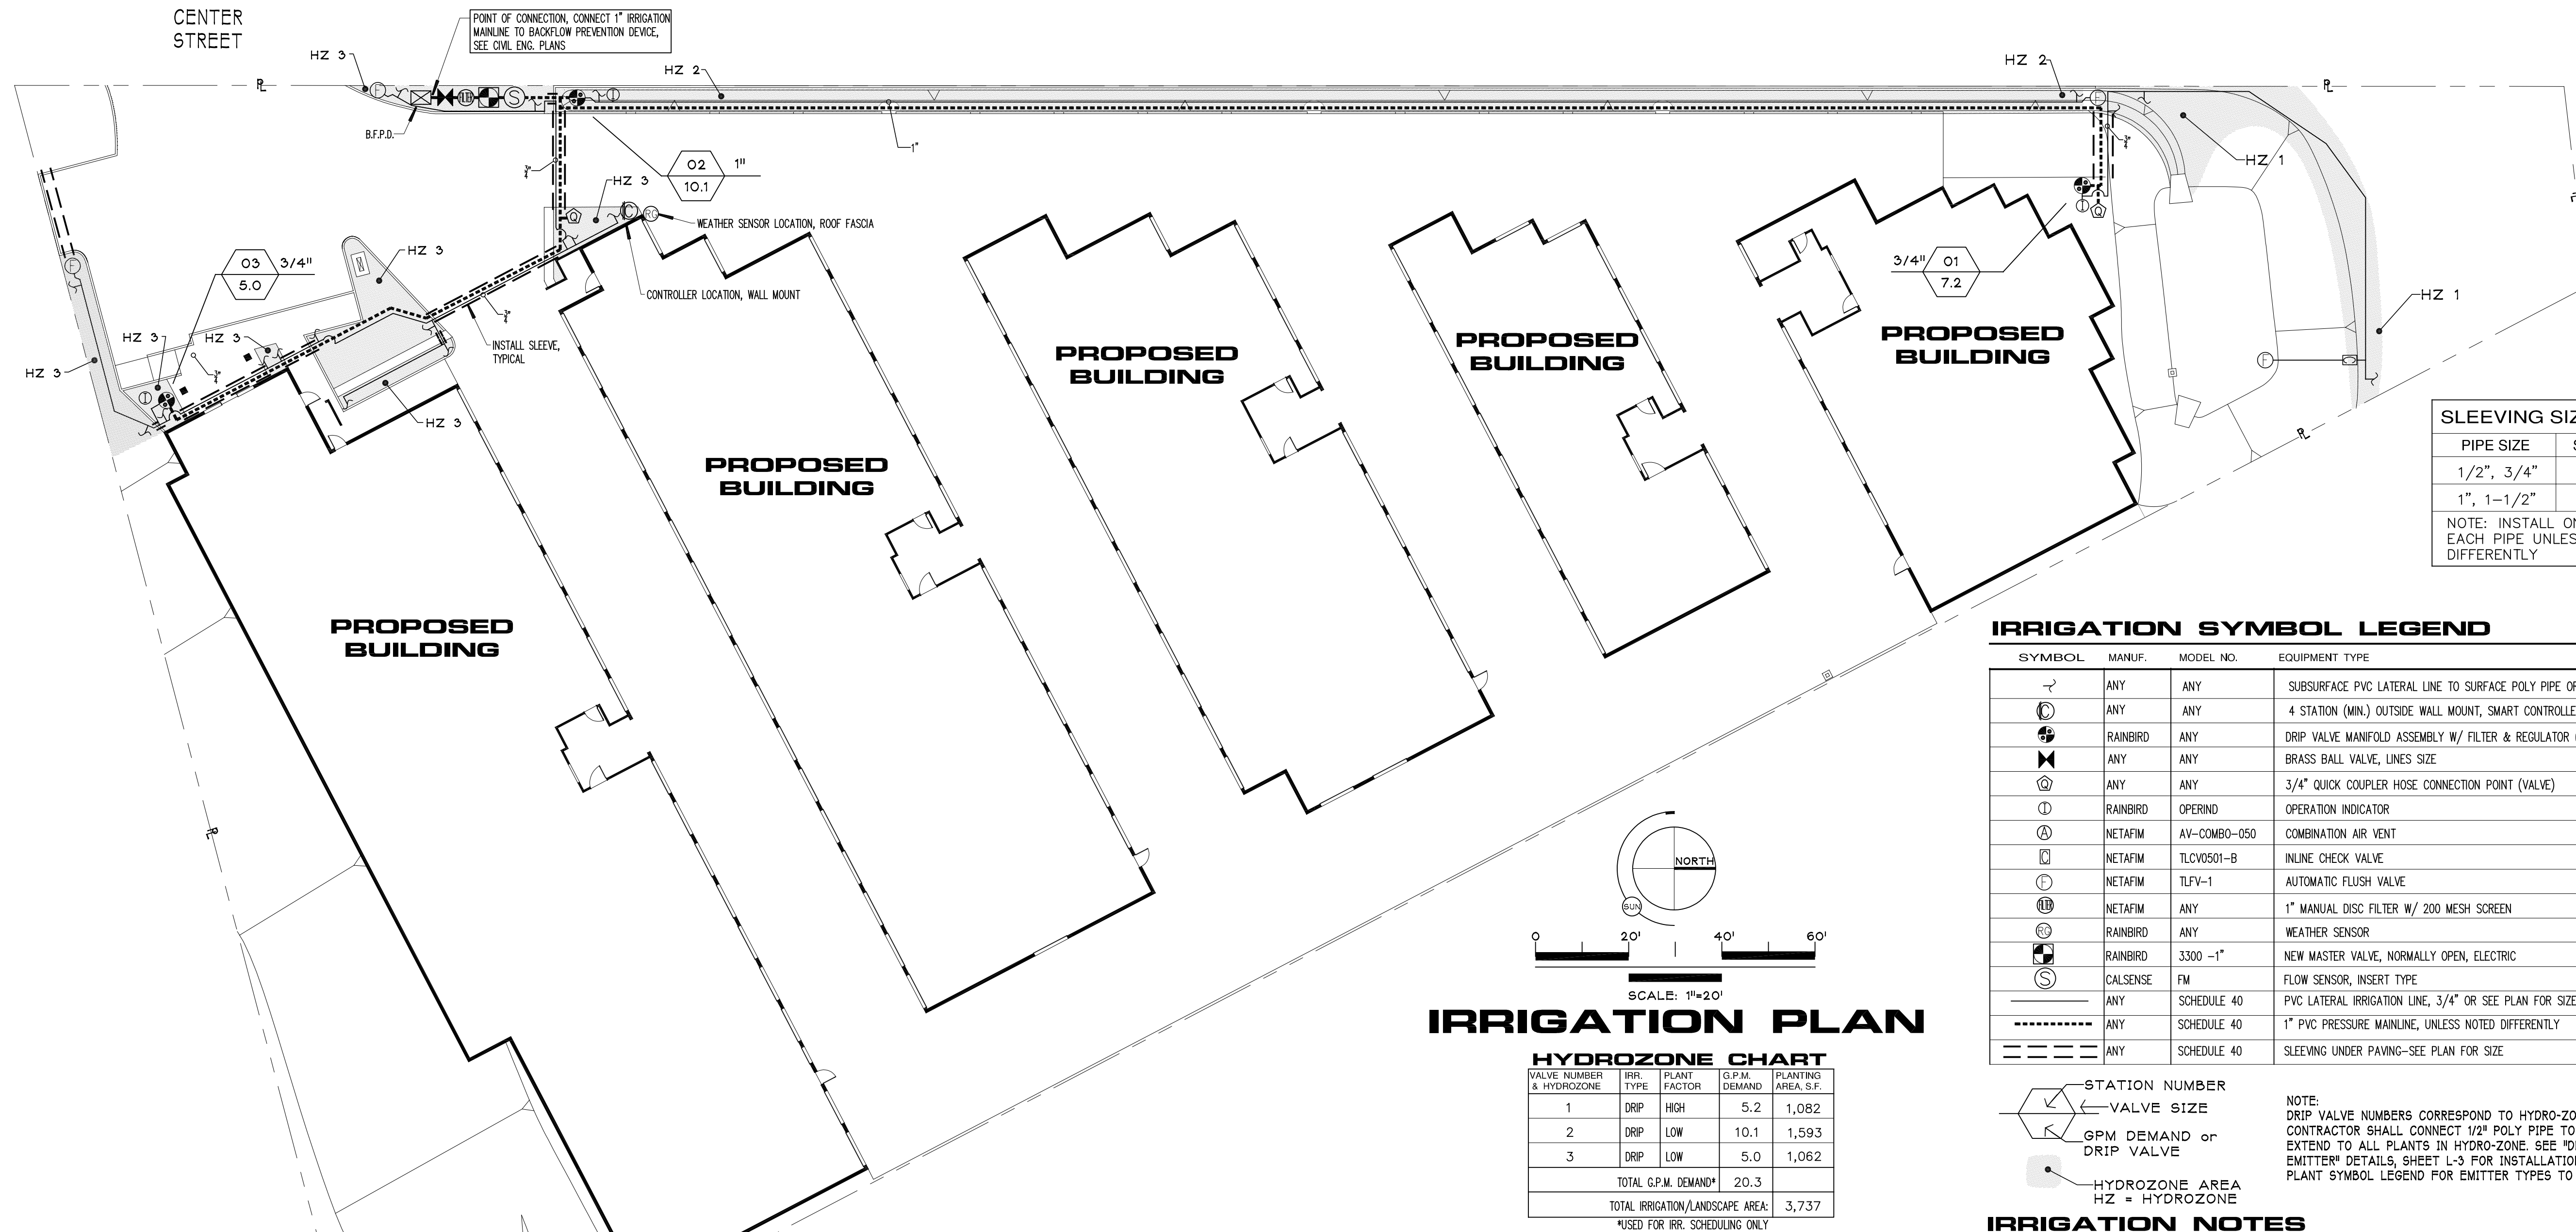 CENTER
STREET
POINT OF CONNECTION, CONNECT 1" IRRIGATION
MAINLINE TO BACKFLOW PREVENTION DEVICE,
SEE CIVIL ENG. PLANS
HZ 3
HZ 2
HZ 2
B.F.P.D.
1"
02
1"
10.1
HZ 3
WEATHER SENSOR LOCATION, ROOF FASCIA
CONTROLLER LOCATION, WALL MOUNT
HZ 3
03
3/4"
5.0
INSTALL SLEEVE,
TYPICAL
HZ 3
HZ 3
HZ 3
HZ 3
HZ 1
HZ 1
3/4"
01
7.2
PROPOSED
BUILDING
PROPOSED
BUILDING
PROPOSED
BUILDING
PROPOSED
BUILDING
PROPOSED
BUILDING
SLEEVING
PIPE SIZE
1/2", 3/4"
1", 1-1/2"
NOTE: INSTALL
EACH PIPE
DIFFERENTLY
NORTH
SUN
0 20' 40' 60'
SCALE: 1"=20'
IRRIGATION PLAN
HYDROZONE CHART
VALVE NUMBER & HYDROZONE IRR. TYPE PLANT FACTOR G.P.M. DEMAND PLANTING AREA, S.F.
1 DRIP HIGH 5.2 1,082
2 DRIP LOW 10.1 1,593
3 DRIP LOW 5.0 1,062
TOTAL G.P.M. DEMAND* 20.3
TOTAL IRRIGATION/LANDSCAPE AREA: 3,737
*USED FOR IRR. SCHEDULING ONLY
IRRIGATION SYMBOL LEGEND
SYMBOL MANUF. MODEL NO. EQUIPMENT TYPE
ANY ANY SUBSURFACE PVC LATERAL LINE TO SURFACE POLY PIPE
C ANY ANY 4 STATION (MIN.) OUTSIDE WALL MOUNT, SMART
RAINBIRD ANY DRIP VALVE MANIFOLD ASSEMBLY W/ FILTER & REGULATOR
ANY ANY BRASS BALL VALVE, LINES SIZE
Q ANY ANY 3/4" QUICK COUPLER HOSE CONNECTION POINT (VALVE)
I RAINBIRD OPERIND OPERATION INDICATOR
A NETAFIM AV-COMBO-050 COMBINATION AIR VENT
C NETAFIM TLCV0501-B INLINE CHECK VALVE
F NETAFIM TLFV-1 AUTOMATIC FLUSH VALVE
FILTER NETAFIM ANY 1" MANUAL DISC FILTER W/ 200 MESH SCREEN
RG RAINBIRD ANY WEATHER SENSOR
RAINBIRD 3300 -1" NEW MASTER VALVE, NORMALLY OPEN, ELECTRIC
S CALSENSE FM FLOW SENSOR, INSERT TYPE
ANY SCHEDULE 40 PVC LATERAL IRRIGATION LINE, 3/4" OR SEE PLAN FOR SIZE
ANY SCHEDULE 40 1" PVC PRESSURE MAINLINE, UNLESS NOTED DIFFERENTLY
ANY SCHEDULE 40 SLEEVING UNDER PAVING-SEE PLAN FOR SIZE
STATION NUMBER
VALVE SIZE
GPM DEMAND or
DRIP VALVE
HYDROZONE AREA
HZ = HYDROZONE
NOTE:
DRIP VALVE NUMBERS CORRESPOND TO
CONTRACTOR SHALL CONNECT 1/2" POLY PIPE TO
EXTEND TO ALL PLANTS IN HYDRO-ZONE. SEE
EMITTER" DETAILS, SHEET L-3 FOR
PLANT SYMBOL LEGEND FOR EMITTER TYPES TO
IRRIGATION NOTES